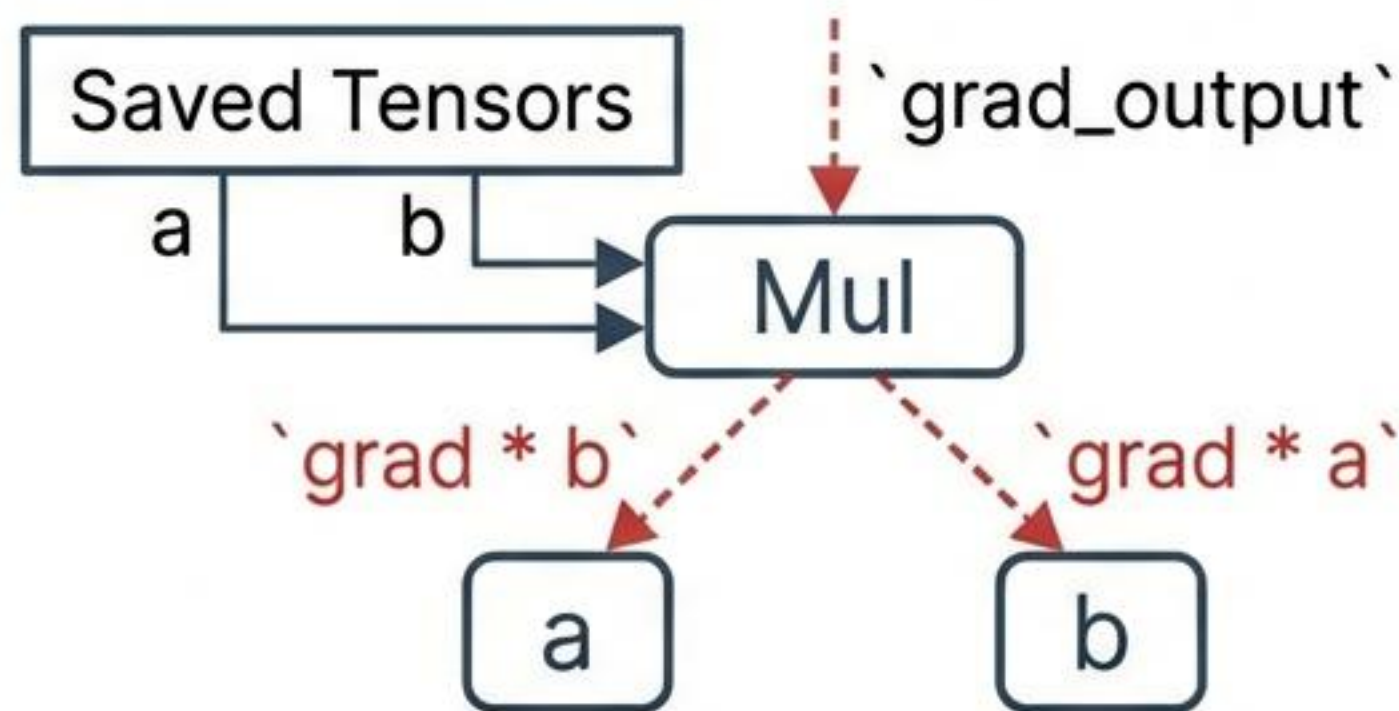 Saved Tensors
`grad_output`
a
b
Mul
`grad * b`
`grad * a`
a
b